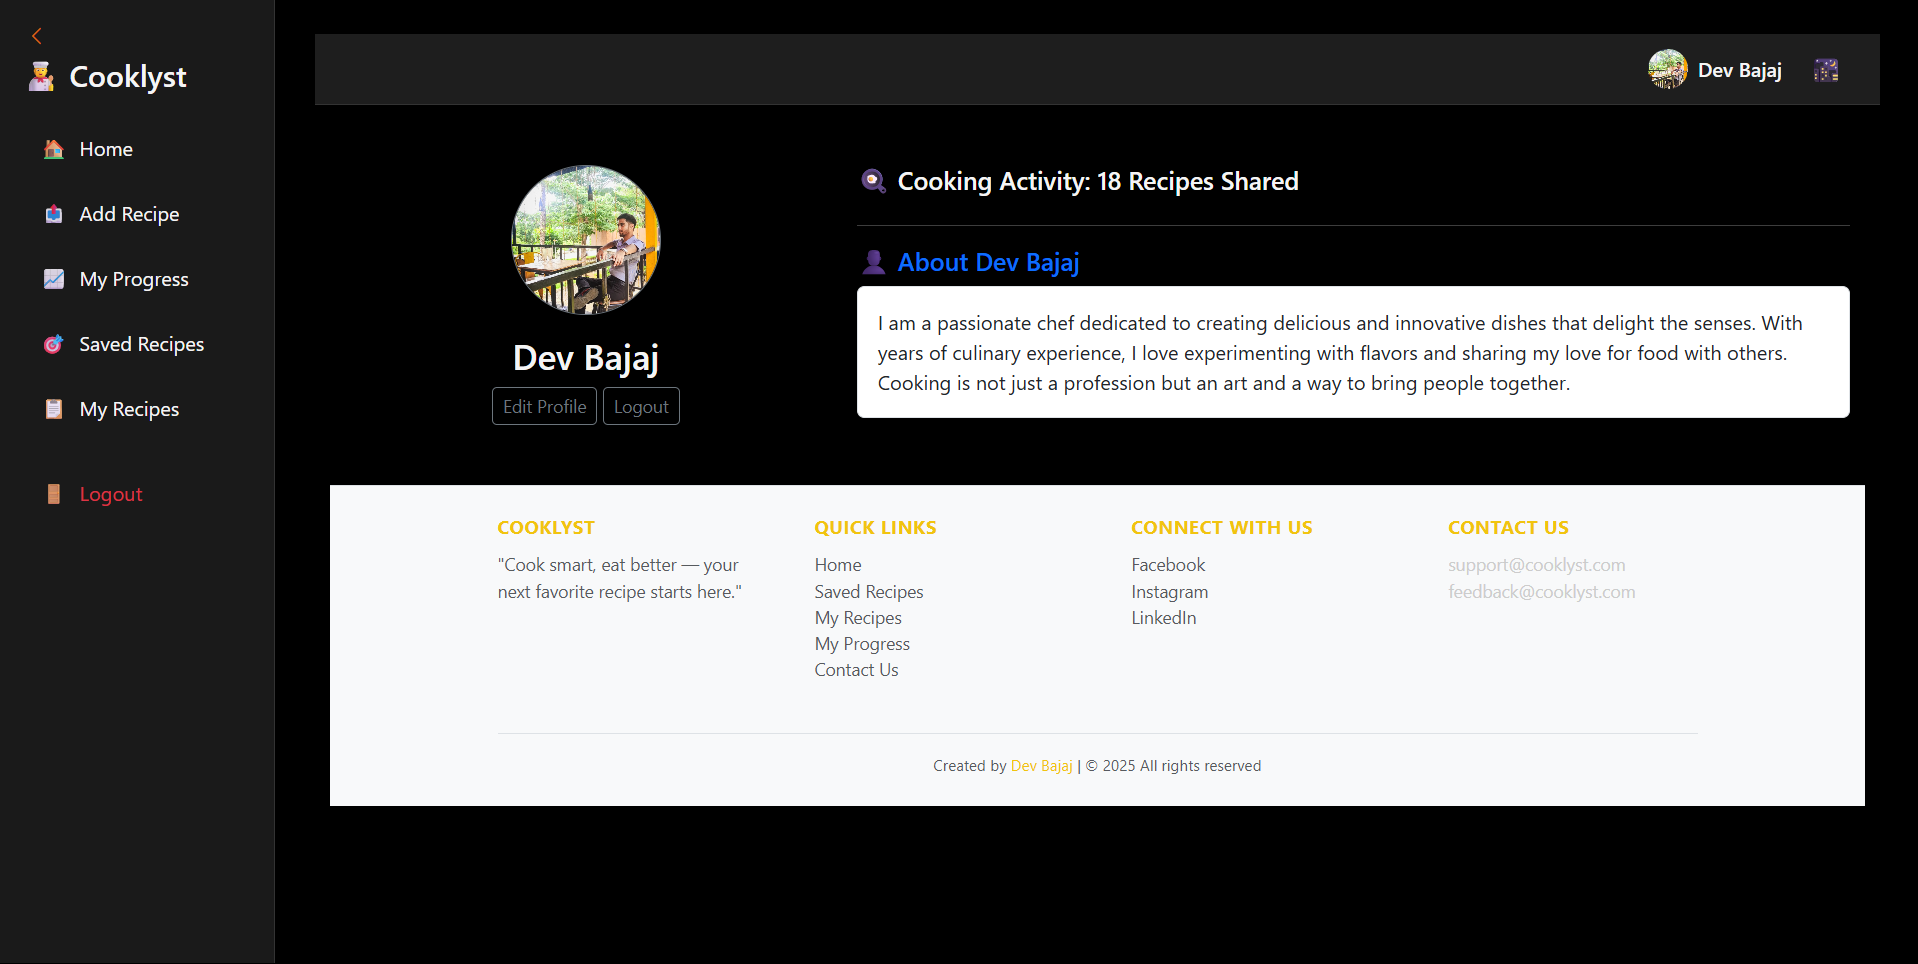 Cooklyst
Home
Add Recipe
My Progress
Saved Recipes
My Recipes
Logout
Dev Bajaj
Dev Bajaj
Edit Profile
Logout
Cooking Activity: 18 Recipes Shared
About Dev Bajaj
I am a passionate chef dedicated to creating delicious and innovative dishes that delight the senses. With
years of culinary experience, I love experimenting with flavors and sharing my love for food with others.
Cooking is not just a profession but an art and a way to bring people together.
COOKLYST
"Cook smart, eat better — your
next favorite recipe starts here."
QUICK LINKS
Home
Saved Recipes
My Recipes
My Progress
Contact Us
CONNECT WITH US
Facebook
Instagram
LinkedIn
CONTACT US
support@cooklyst.com
feedback@cooklyst.com
Created by Dev Bajaj | © 2025 All rights reserved